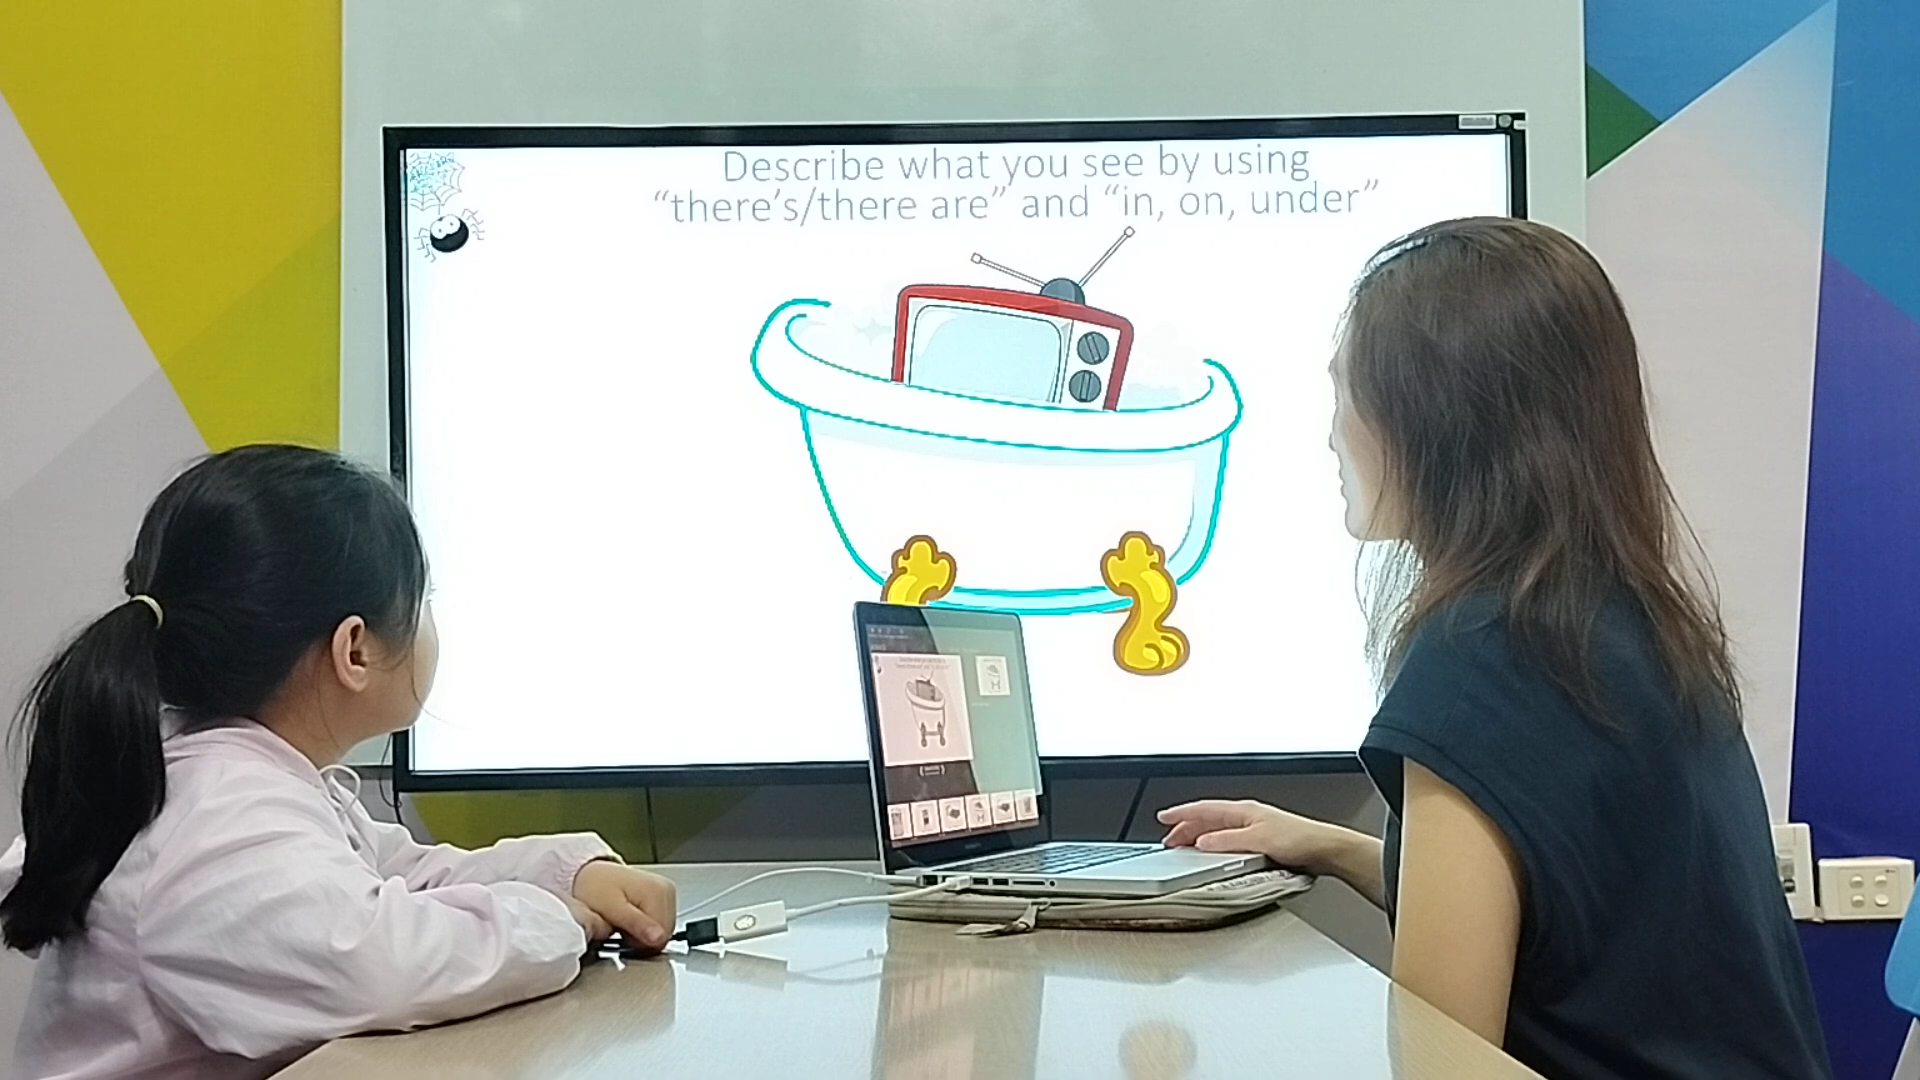 Describe what you see by using
“there’s/there are” and “in, on, under”